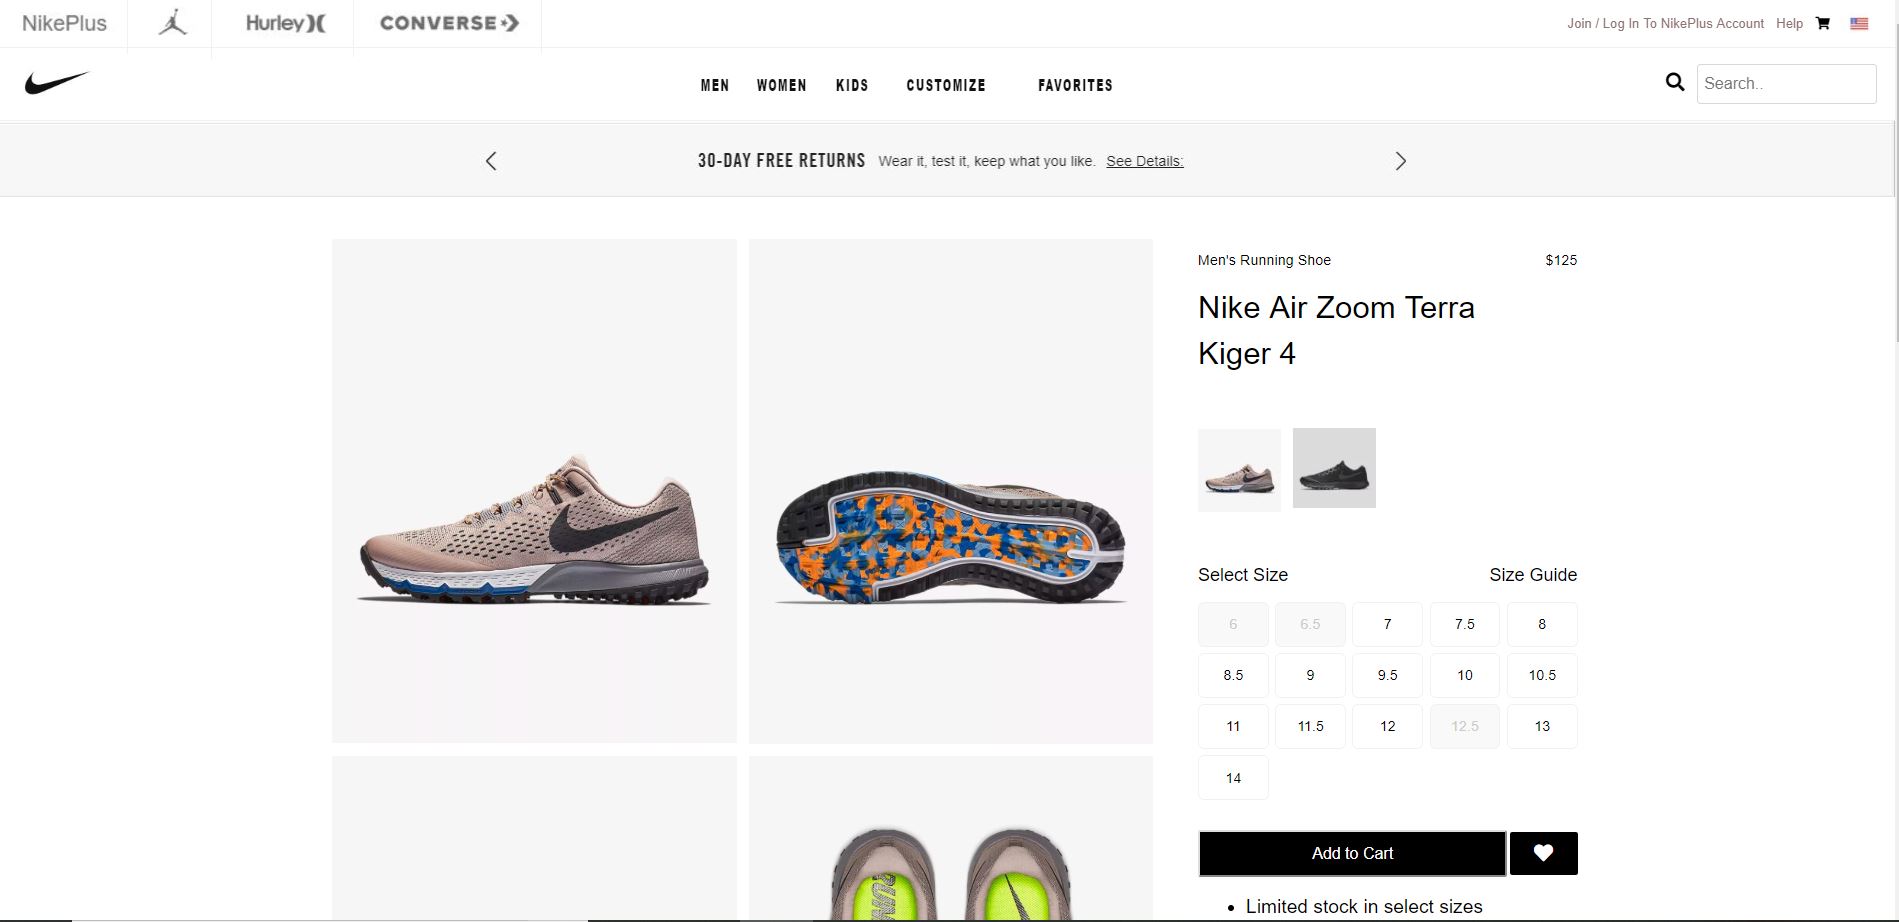 NikePlus
Hurley
CONVERSE
Join / Log In To NikePlus Account Help
MEN WOMEN KIDS CUSTOMIZE FAVORITES
Search..
30-DAY FREE RETURNS Wear it, test it, keep what you like. See Details:
Men's Running Shoe $125
Nike Air Zoom Terra
Kiger 4
Select Size Size Guide
6 6.5 7 7.5 8
8.5 9 9.5 10 10.5
11 11.5 12 12.5 13
14
Add to Cart
• Limited stock in select sizes